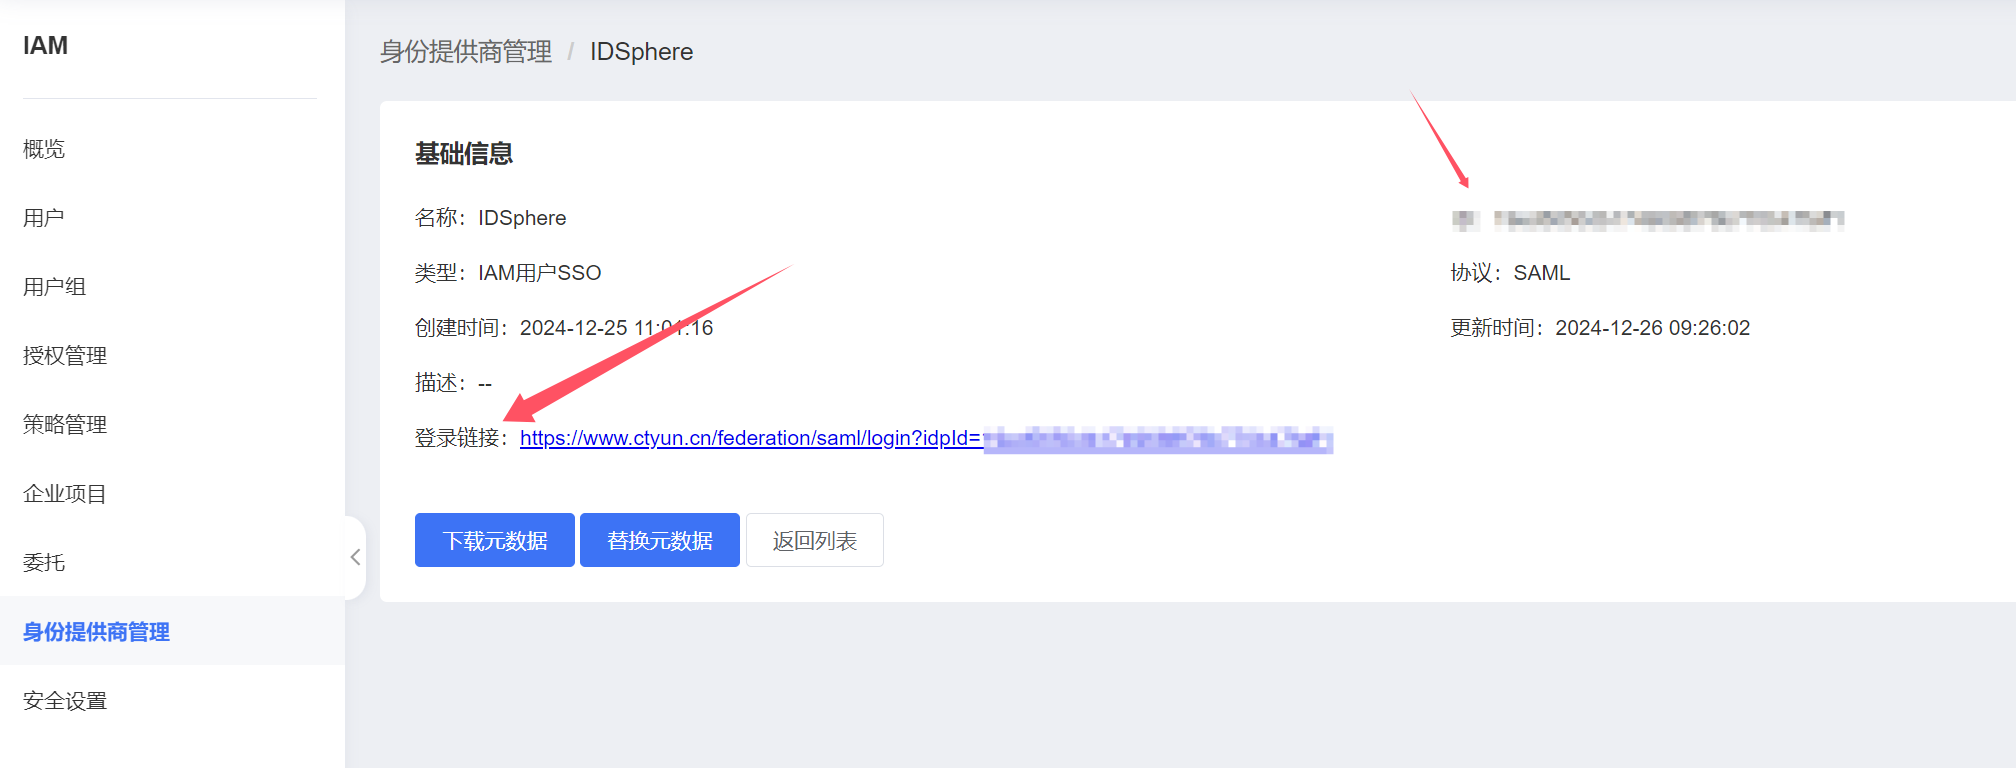 IAM
概览
用户
用户组
授权管理
策略管理
企业项目
委托
身份提供商管理
安全设置
身份提供商管理 / IDSphere
基础信息
名称：IDSphere
类型：IAM用户SSO
协议：SAML
创建时间：2024-12-25 11:01:16
更新时间：2024-12-26 09:26:02
描述：--
登录链接：https://www.ctyun.cn/federation/saml/login?idpId=
下载元数据 替换元数据 返回列表